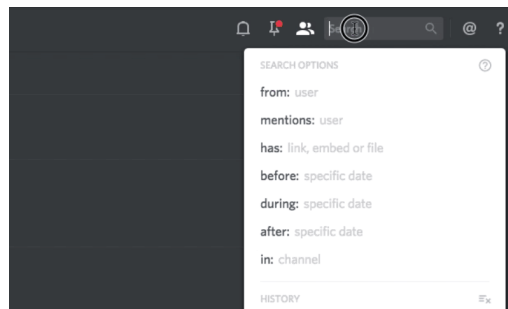 Search
@ ?
SEARCH OPTIONS
from: user
mentions: user
has: link, embed or file
before: specific date
during: specific date
after: specific date
in: channel
HISTORY